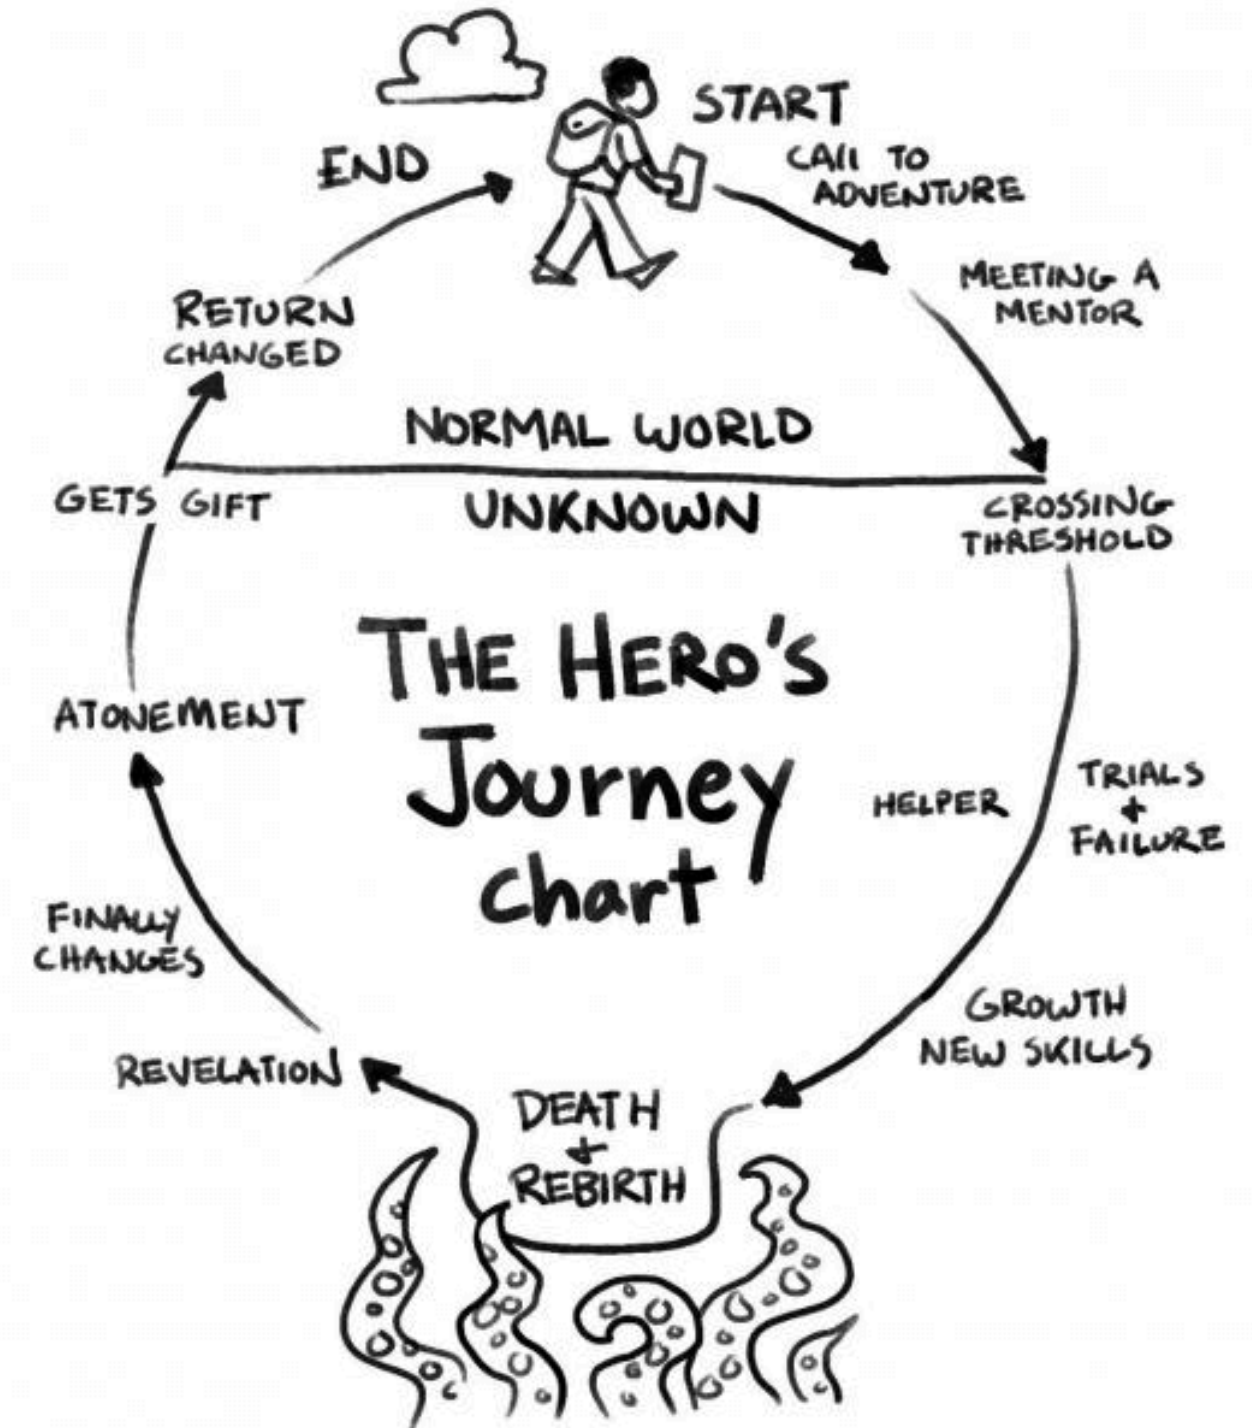 START
CAll TO
ADVENTURE
MEETING A
MENTOR
CROSSING
THRESHOLD
TRIALS
+
FAILURE
HELPER
GROWTH
NEW SKILLS
DEATH
+
REBIRTH
REVELATION
FINALLY
CHANGES
ATONEMENT
GETS GIFT
RETURN
CHANGED
END
NORMAL WORLD
UNKNOWN
THE HERO'S
Journey
chart